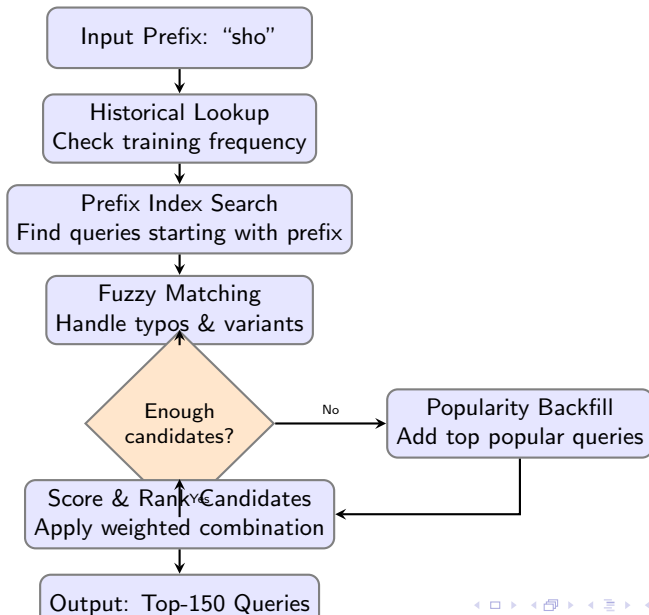 Input Prefix: “sho”
Historical Lookup
Check training frequency
Prefix Index Search
Find queries starting with prefix
Fuzzy Matching
Handle typos & variants
Enough
candidates?
No
Popularity Backfill
Add top popular queries
Yes
Score & Rank Candidates
Apply weighted combination
Output: Top-150 Queries